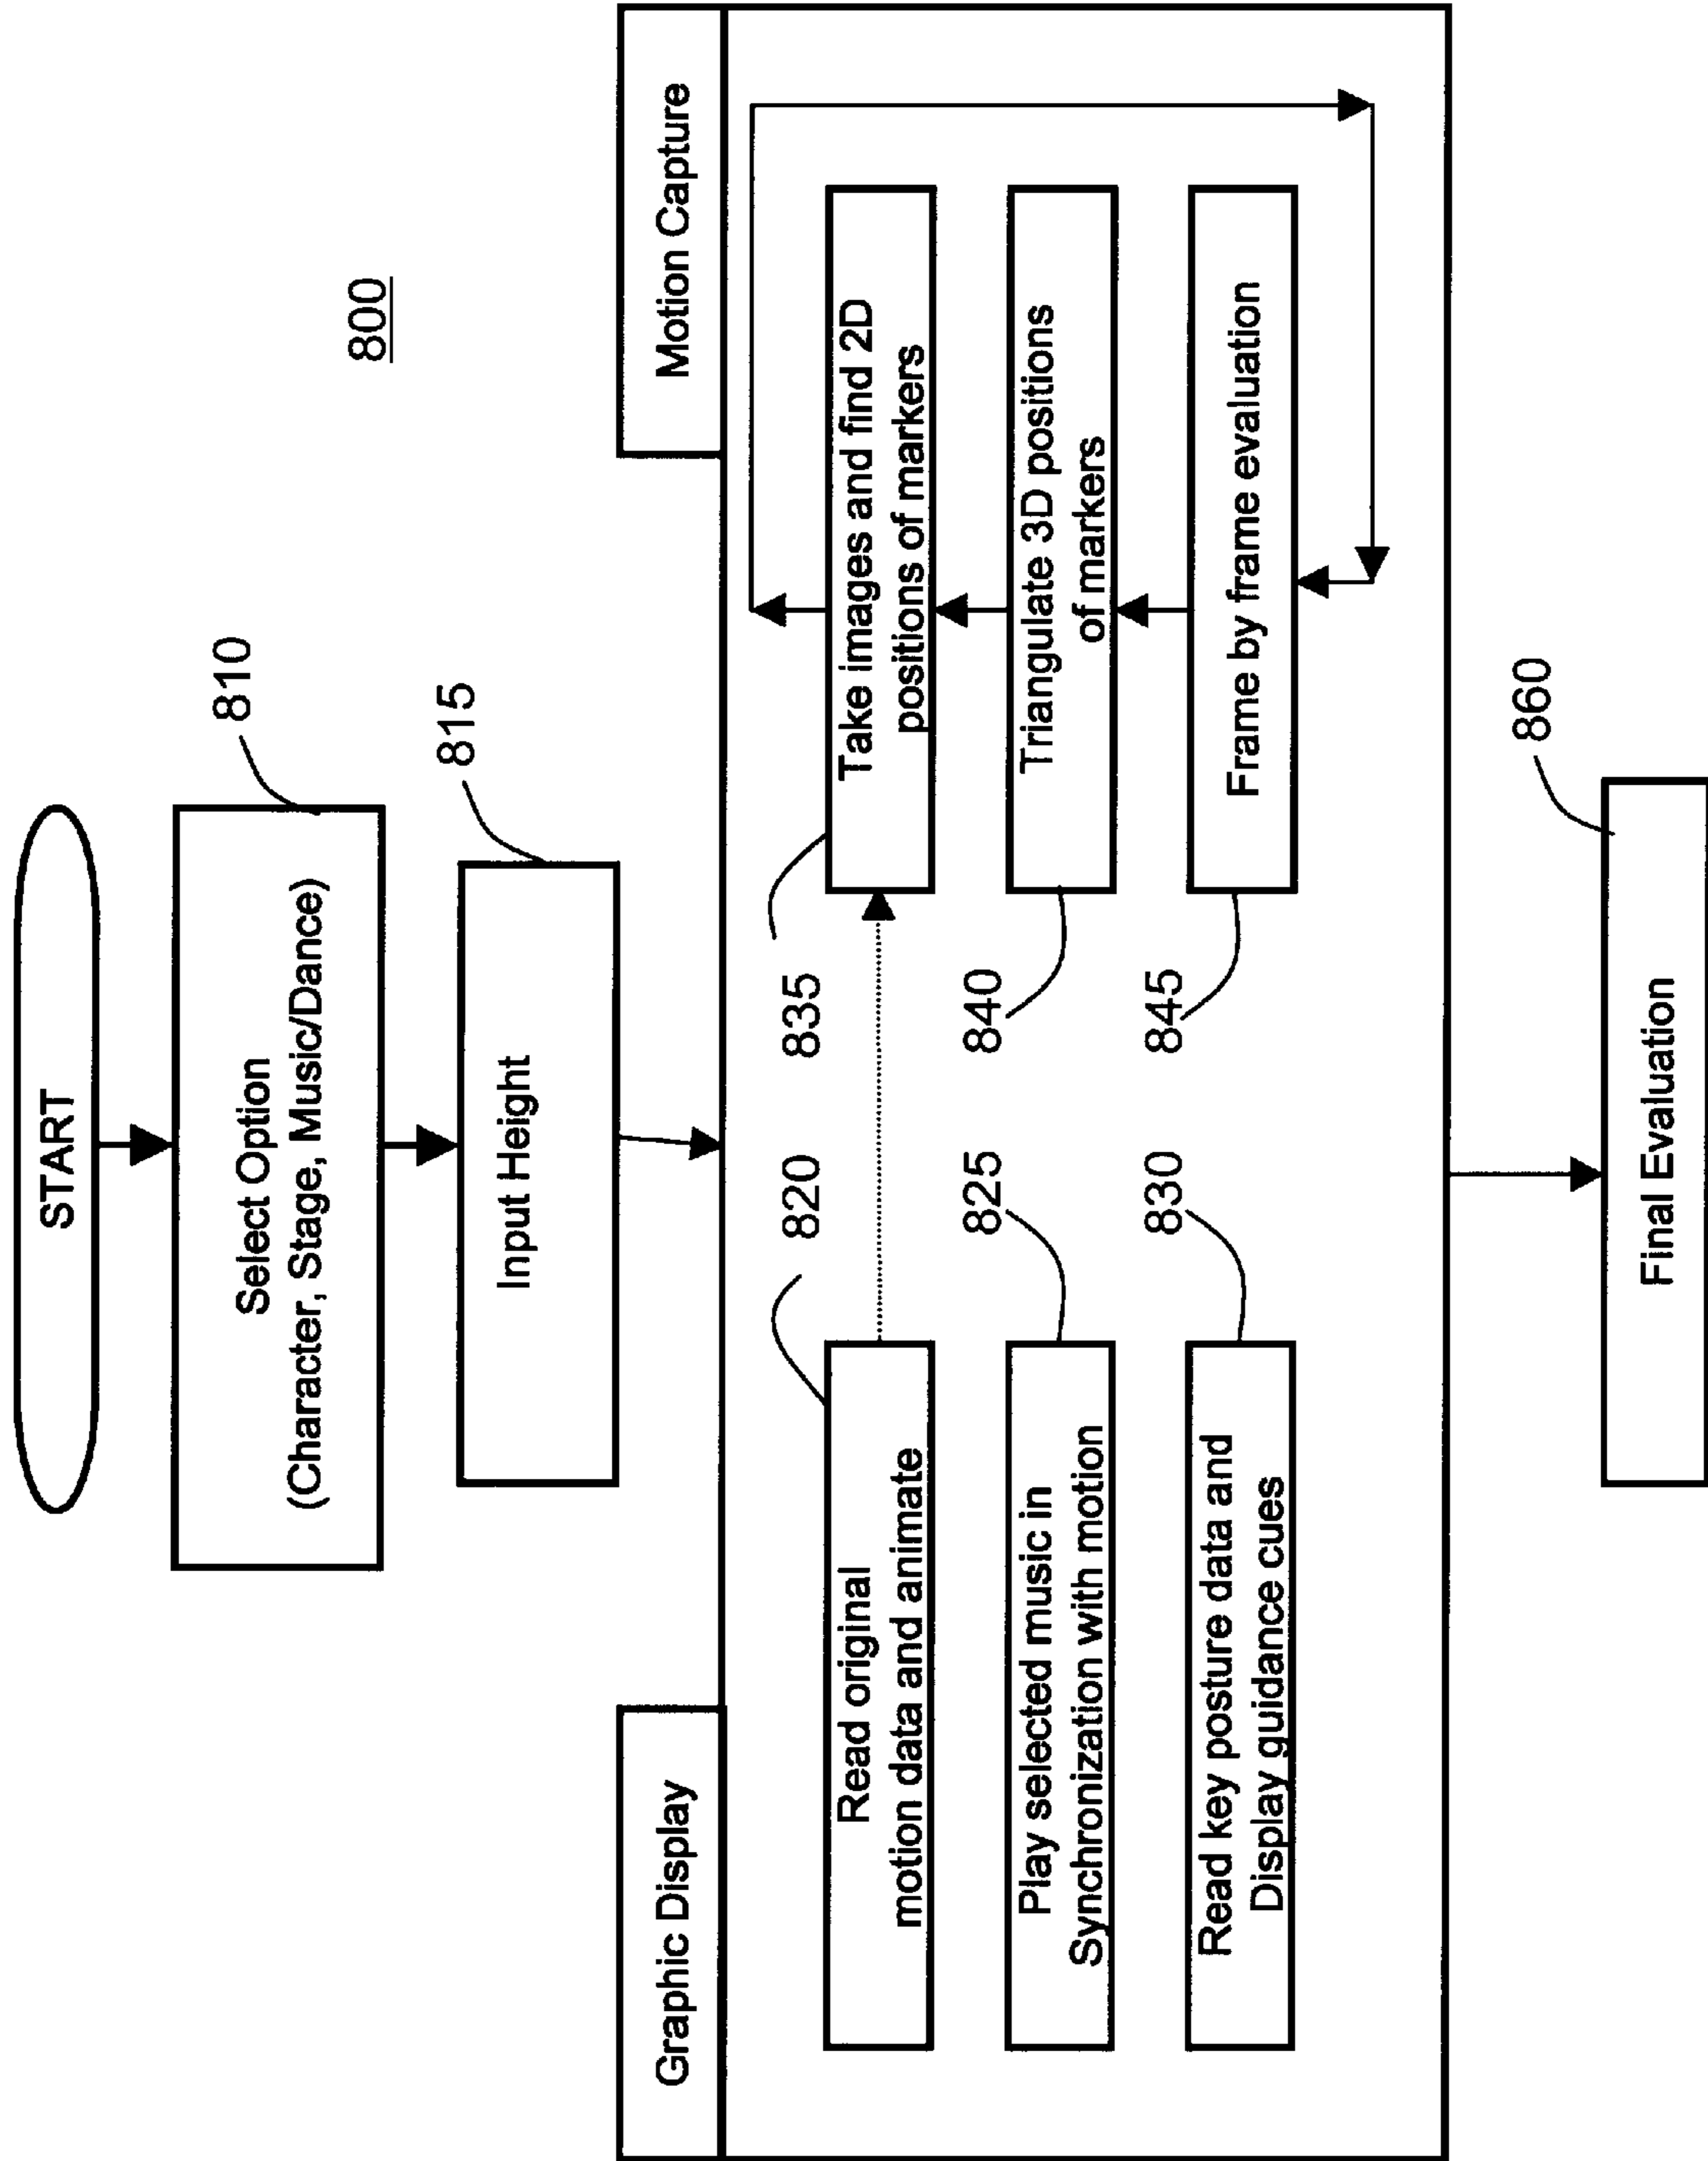 800
START
Select Option
(Character, Stage, Music/Dance)
810
Input Height
815
Graphic Display
Motion Capture
Read original
motion data and animate
820
Play selected music in
Synchronization with motion
825
Read key posture data and
Display guidance cues
830
Take images and find 2D
positions of markers
835
Triangulate 3D positions
of markers
840
Frame by frame evaluation
845
Final Evaluation
860